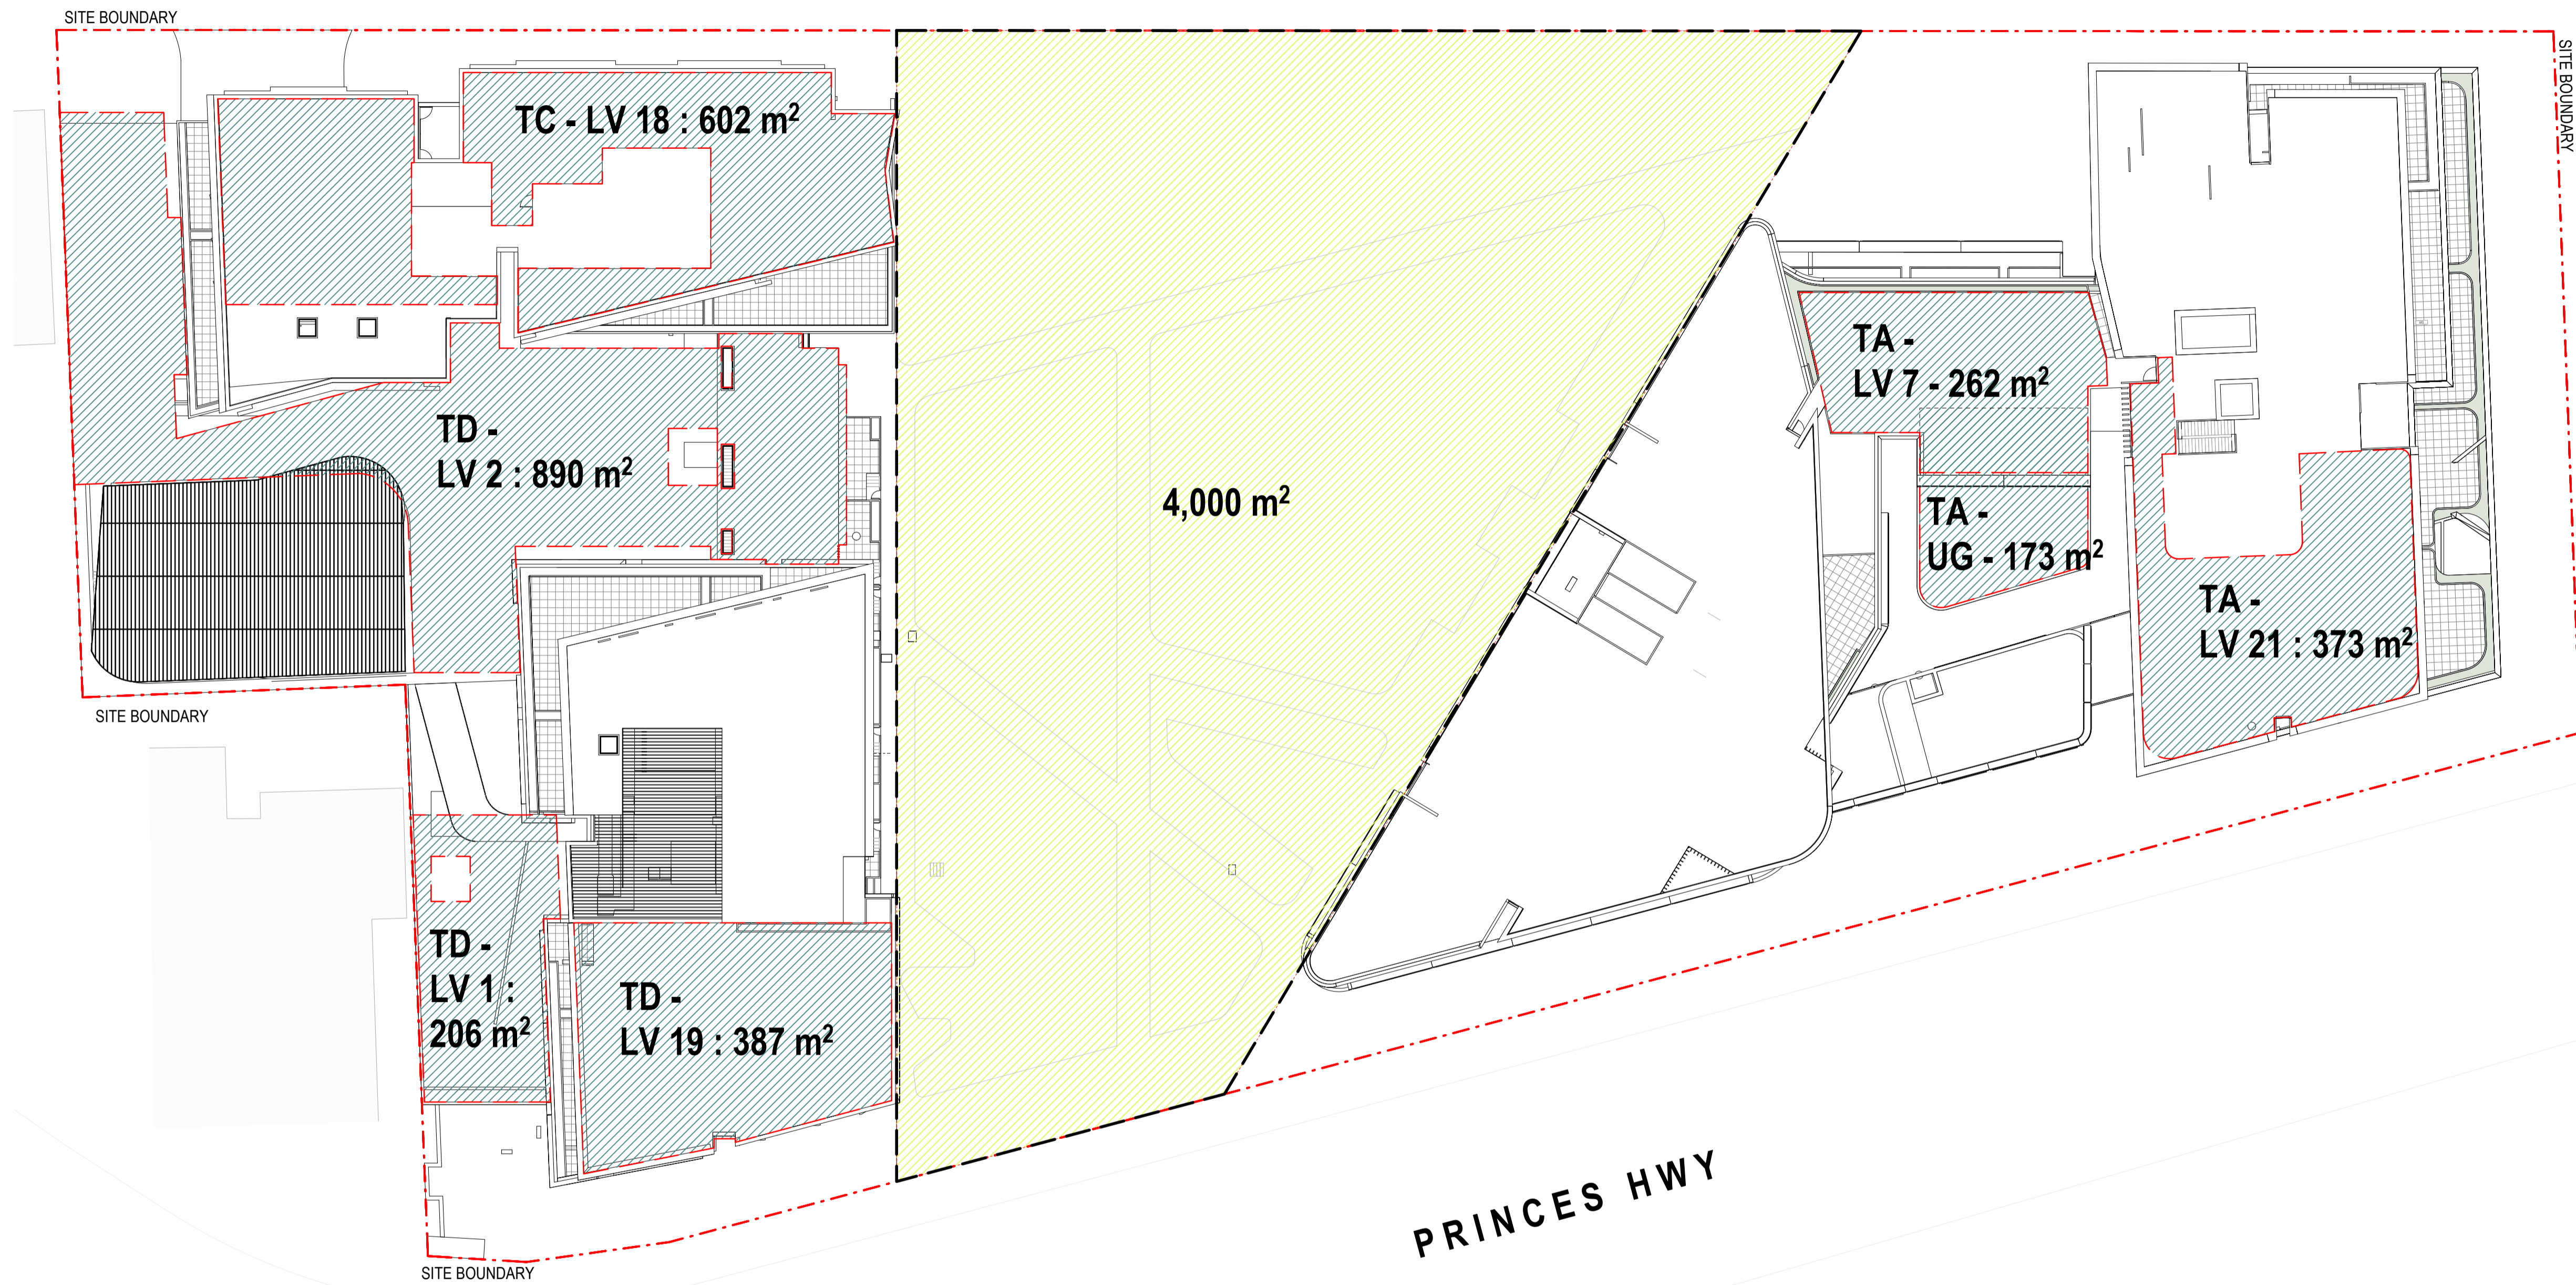 SITE BOUNDARY
SITE BOUNDARY
TC - LV 18 : 602 m²
TA -
LV 7 - 262 m²
TD -
LV 2 : 890 m²
4,000 m²
TA -
UG - 173 m²
TA -
LV 21 : 373 m²
SITE BOUNDARY
TD -
LV 1 :
206 m²
TD -
LV 19 : 387 m²
PRINCES HWY
SITE BOUNDARY